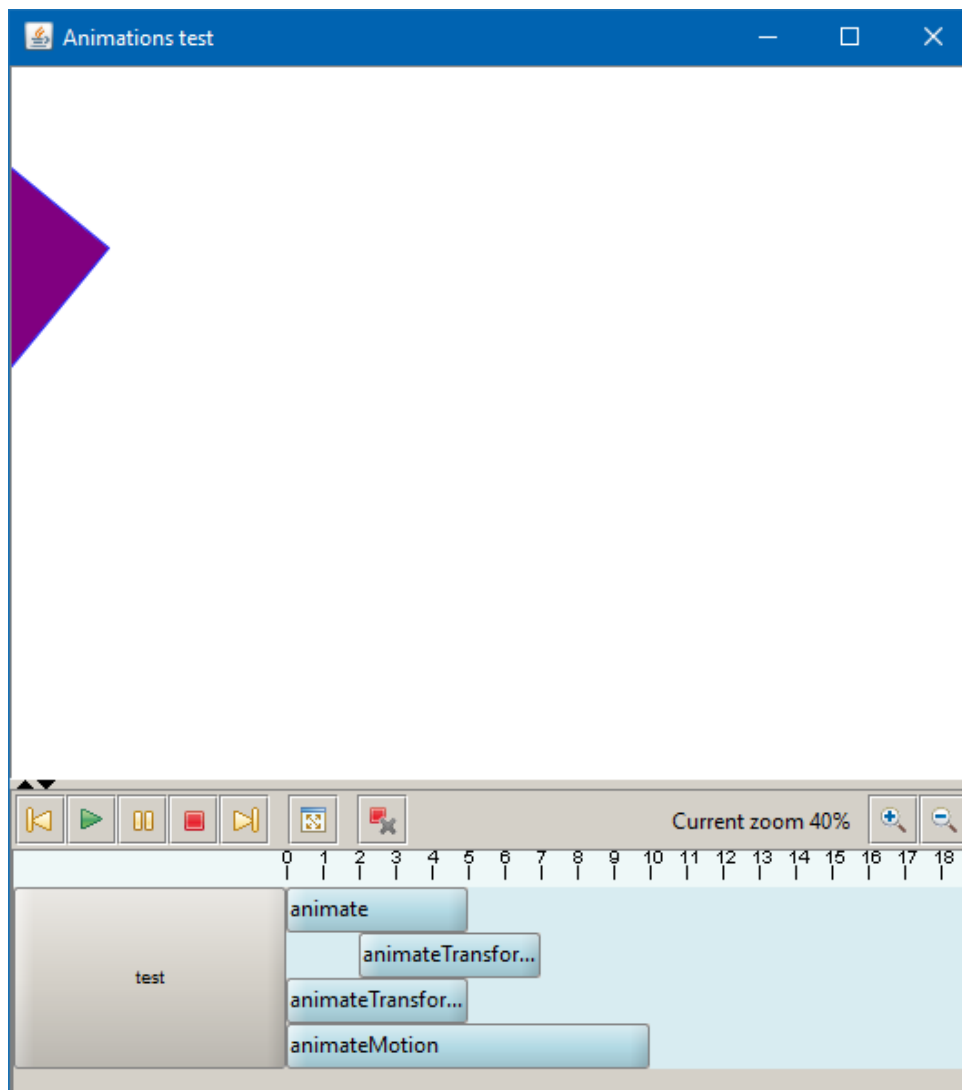 Animations test
Current zoom 40%
0 1 2 3 4 5 6 7 8 9 10 11 12 13 14 15 16 17 18
test
animate
animateTransfor...
animateTransfor...
animateMotion